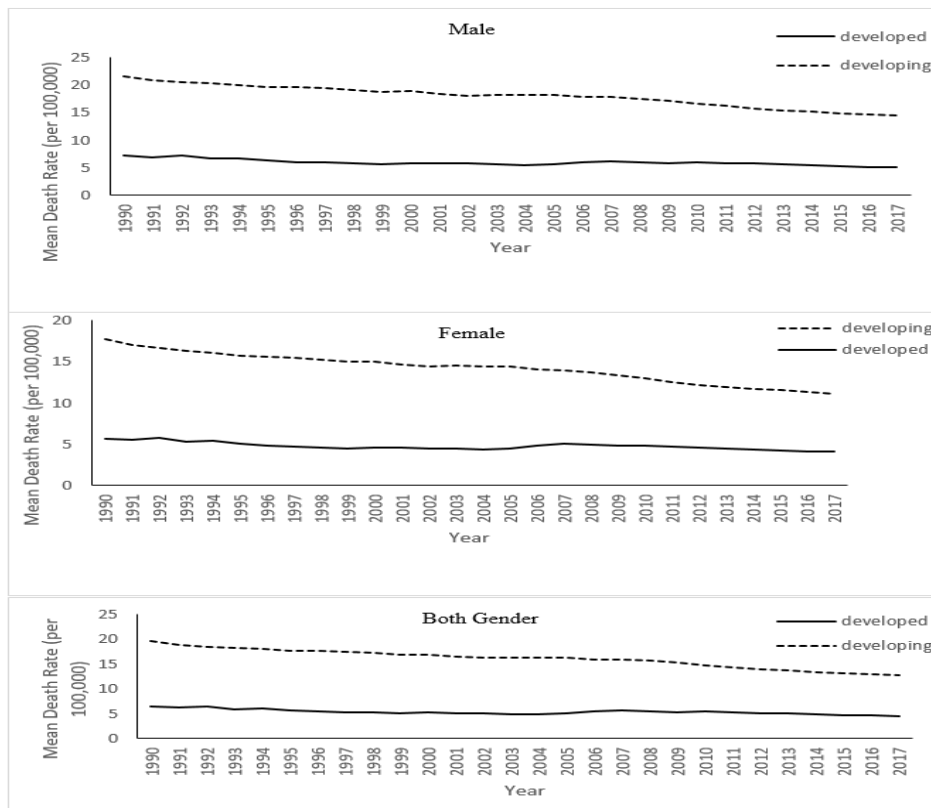 Male
developed
developing
Mean Death Rate (per 100,000)
25
20
15
10
5
0
1990 1991 1992 1993 1994 1995 1996 1997 1998 1999 2000 2001 2002 2003 2004 2005 2006 2007 2008 2009 2010 2011 2012 2013 2014 2015 2016 2017
Year
Female
developing
developed
Mean Death Rate (per 100,000)
20
15
10
5
0
1990 1991 1992 1993 1994 1995 1996 1997 1998 1999 2000 2001 2002 2003 2004 2005 2006 2007 2008 2009 2010 2011 2012 2013 2014 2015 2016 2017
Year
Both Gender
developed
developing
Mean Death Rate (per
100,000)
25
20
15
10
5
0
1990 1991 1992 1993 1994 1995 1996 1997 1998 1999 2000 2001 2002 2003 2004 2005 2006 2007 2008 2009 2010 2011 2012 2013 2014 2015 2016 2017
Year